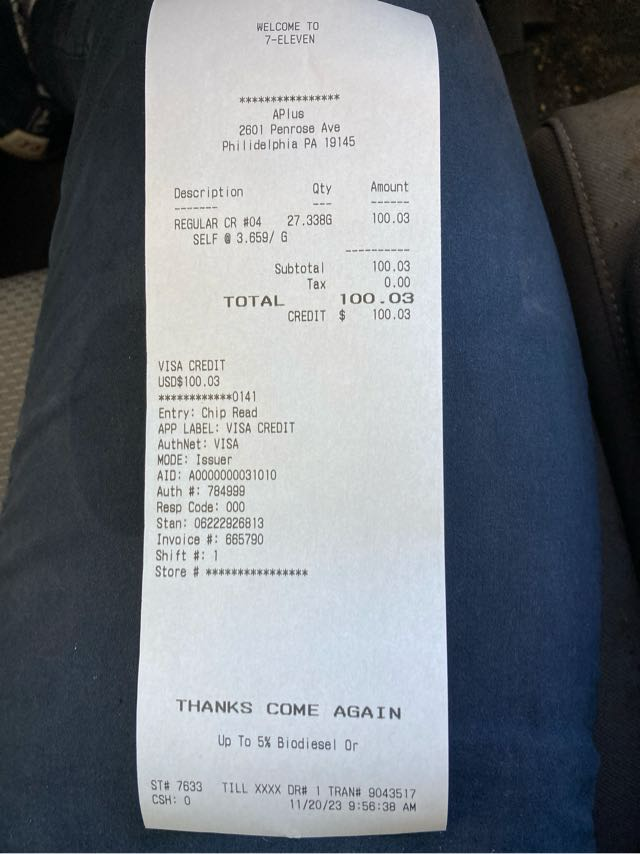 WELCOME TO
7-ELEVEN
****************
APlus
2601 Penrose Ave
Philidelphia PA 19145
Description Qty Amount
------- --- ------
REGULAR CR #04 27.338G 100.03
SELF @ 3.659/ G
----------
Subtotal 100.03
Tax 0.00
TOTAL 100.03
CREDIT $ 100.03
VISA CREDIT
USD$100.03
************0141
Entry: Chip Read
APP LABEL: VISA CREDIT
AuthNet: VISA
MODE: Issuer
AID: A0000000031010
Auth #: 784999
Resp Code: 000
Stan: 06222926813
Invoice #: 665790
Shift #: 1
Store # ****************
THANKS COME AGAIN
Up To 5% Biodiesel Or
ST# 7633 TILL XXXX DR# 1 TRAN# 9043517
CSH: 0 11/20/23 9:56:38 AM